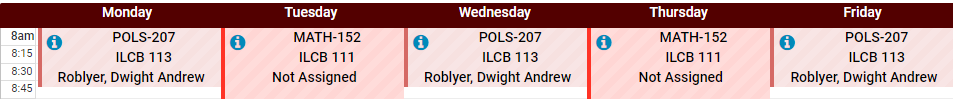 Monday Tuesday Wednesday Thursday Friday
8am POLS-207 MATH-152 POLS-207 MATH-152 POLS-207
8:15 ILCB 113 ILCB 111 ILCB 113 ILCB 111 ILCB 113
8:30 Roblyer, Dwight Andrew Not Assigned Roblyer, Dwight Andrew Not Assigned Roblyer, Dwight Andrew
8:45